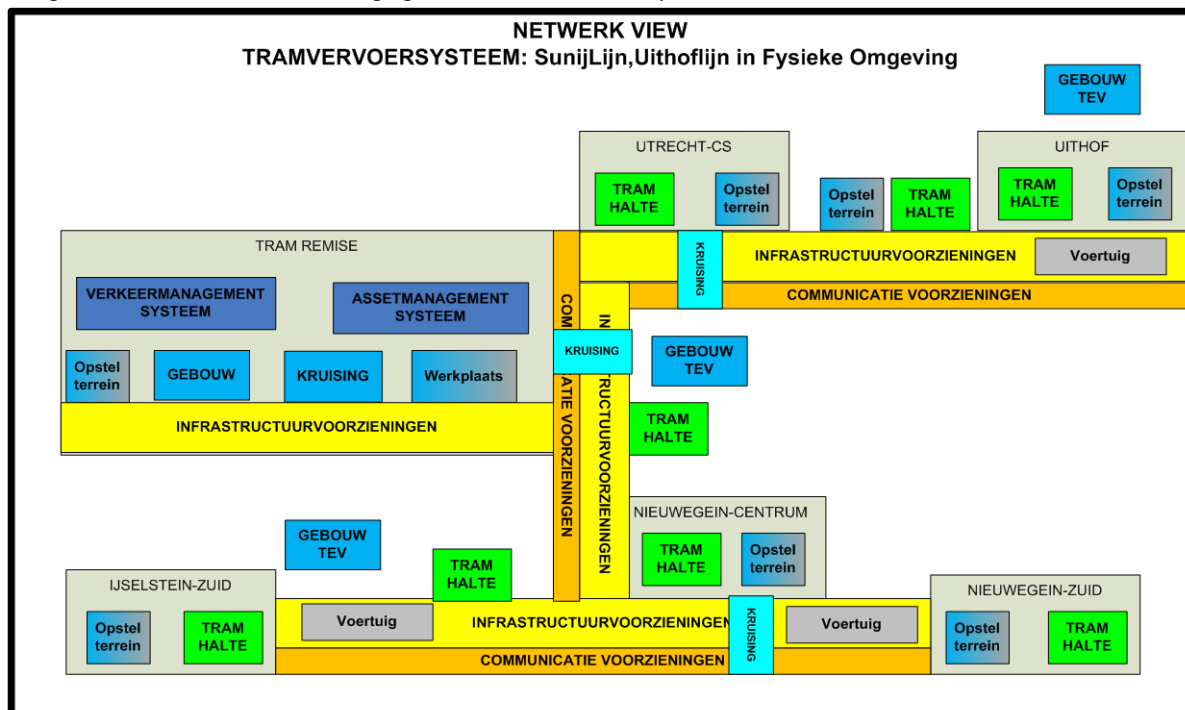 NETWERK VIEW
TRAMVERVOERSYSTEEM: SunijLijn,Uithoflijn in Fysieke Omgeving
GEBOUW
TEV
UTRECHT-CS
TRAM
HALTE
Opstel
terrein
Opstel
terrein
TRAM
HALTE
UITHOF
TRAM
HALTE
Opstel
terrein
KRUISING
INFRASTRUCTUURVOORZIENINGEN
Voertuig
COMMUNICATIE VOORZIENINGEN
TRAM REMISE
VERKEERMANAGEMENT
SYSTEEM
ASSETMANAGEMENT
SYSTEEM
Opstel
terrein
GEBOUW
KRUISING
Werkplaats
INFRASTRUCTUURVOORZIENINGEN
COM
ATIE VOORZIENINGEN
IN
TRUCTUURVOORZIENINGEN
KRUISING
GEBOUW
TEV
TRAM
HALTE
NIEUWEGEIN-CENTRUM
TRAM
HALTE
Opstel
terrein
GEBOUW
TEV
TRAM
HALTE
IJSELSTEIN-ZUID
Opstel
terrein
TRAM
HALTE
Voertuig
INFRASTRUCTUURVOORZIENINGEN
KRUISING
Voertuig
COMMUNICATIE VOORZIENINGEN
NIEUWEGEIN-ZUID
Opstel
terrein
TRAM
HALTE